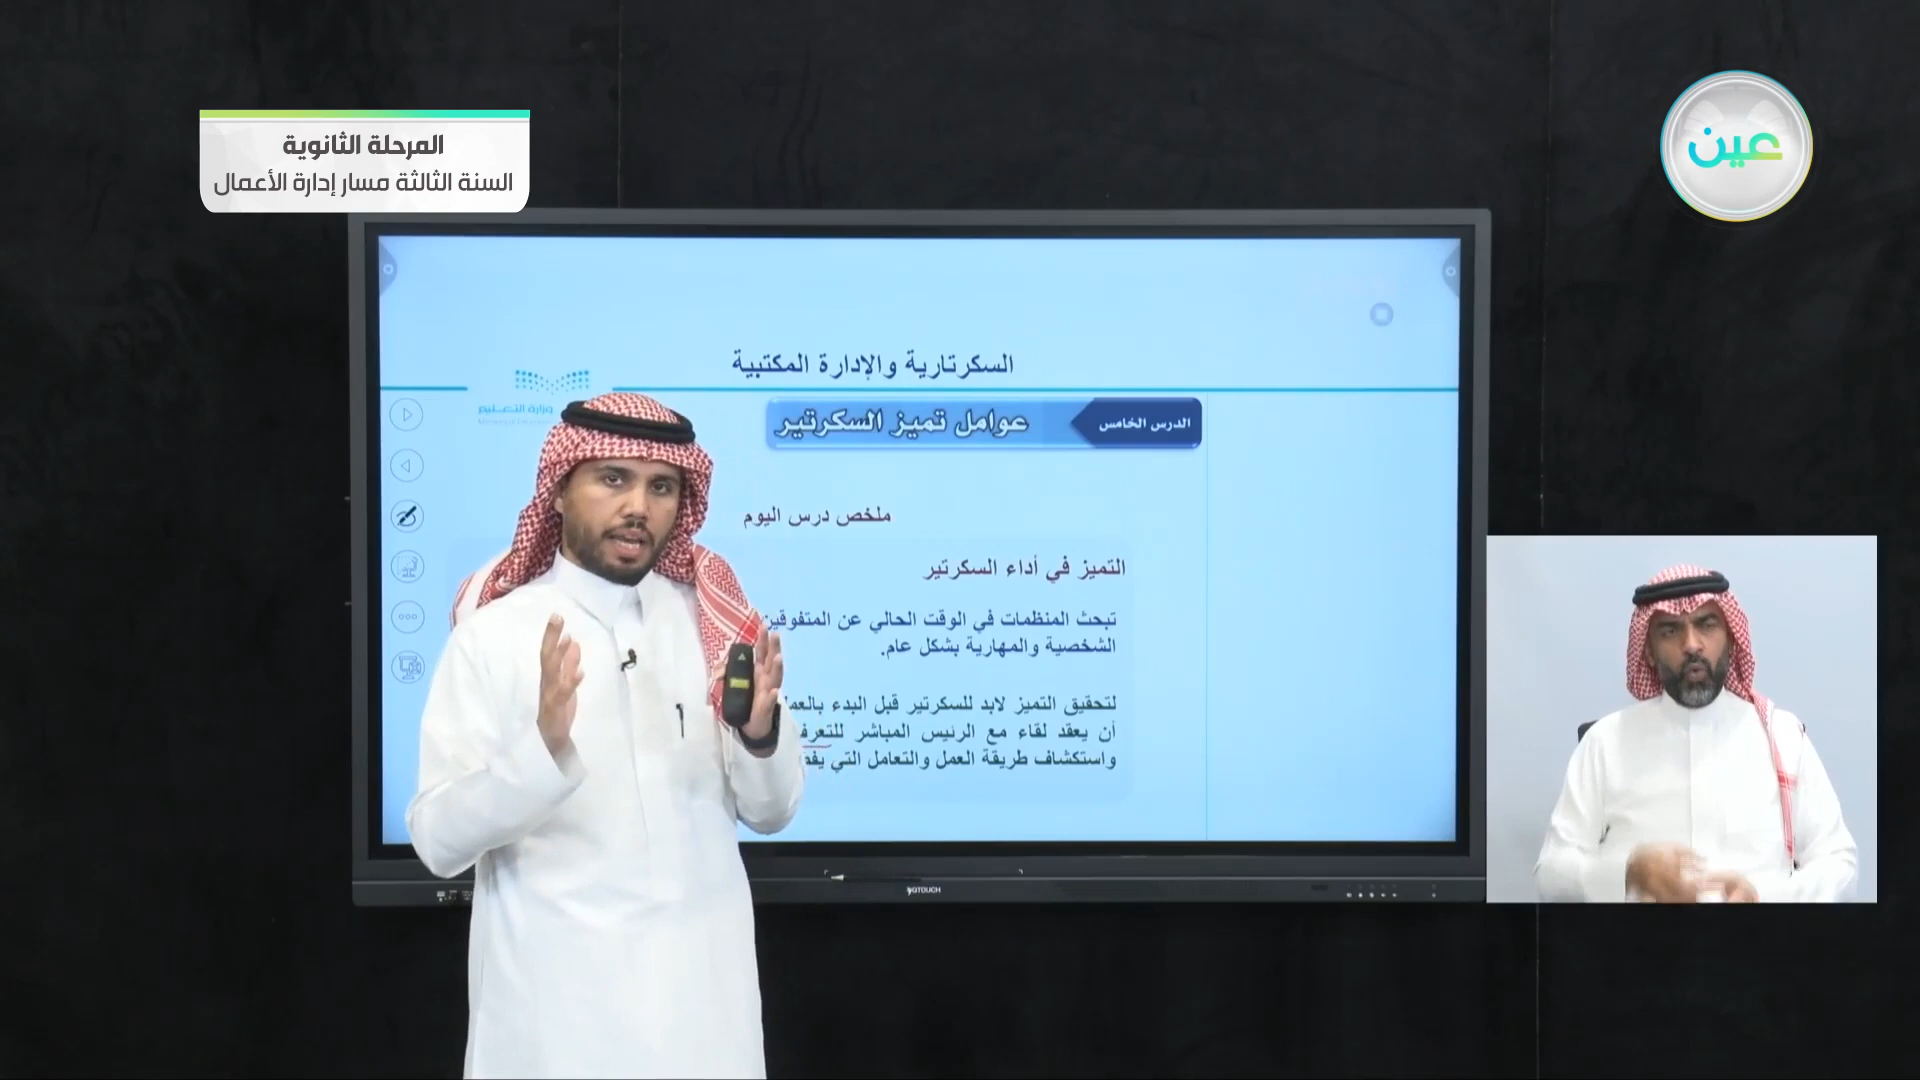 المرحلة الثانوية
السنة الثالثة مسار إدارة الأعمال
عين
السكرتارية والإدارة المكتبية
وزارة التعليم
الدرس الخامس
عوامل تميز السكرتير
ملخص درس اليوم
التميز في أداء السكرتير
تبحث المنظمات في الوقت الحالي عن المتفوقين
الشخصية والمهارية بشكل عام.
لتحقيق التميز لابد للسكرتير قبل البدء بالعمل
أن يعقد لقاء مع الرئيس المباشر للتعرف
واستكشاف طريقة العمل والتعامل التي